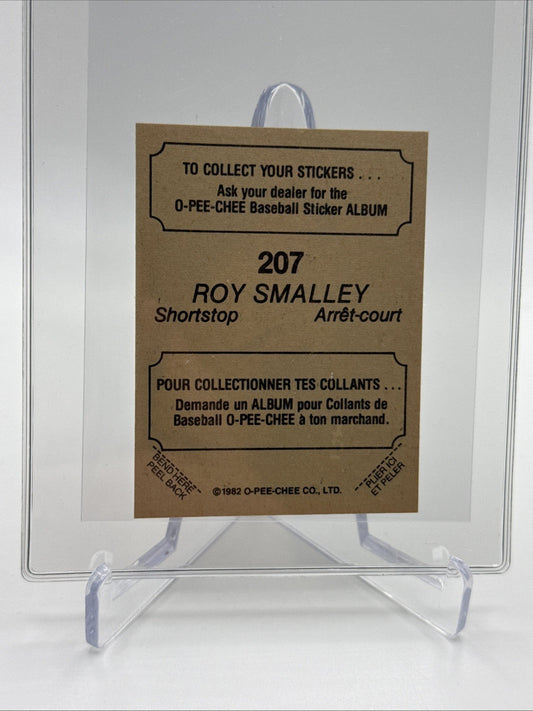 TO COLLECT YOUR STICKERS . . .
Ask your dealer for the
O-PEE-CHEE Baseball Sticker ALBUM
207
ROY SMALLEY
Shortstop Arrêt-court
POUR COLLECTIONNER TES COLLANTS . . .
Demande un ALBUM pour Collants de
Baseball O-PEE-CHEE à ton marchand.
BEND HERE
PEEL BACK
©1982 O-PEE-CHEE CO., LTD.
PLIER ICI
ET PELER